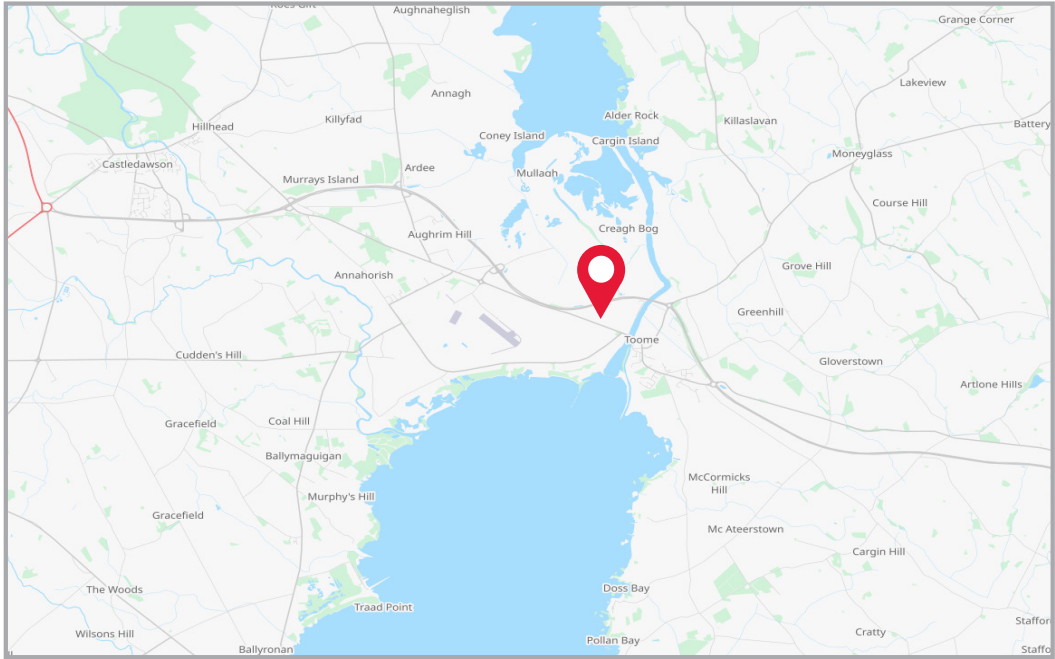 Aughnaheglish
Grange Corner
Lakeview
Annagh
Killyfad
Hillhead
Alder Rock
Killaslavan
Battery
Coney Island
Cargin Island
Castledawson
Moneyglass
Ardee
Murrays Island
Mullagh
Course Hill
Creagh Bog
Aughrim Hill
Grove Hill
Annahorish
Greenhill
Toome
Cudden's Hill
Gloverstown
Artlone Hills
Gracefield
Coal Hill
Ballymaguigan
McCormicks
Hill
Murphy's Hill
Gracefield
Mc Ateerstown
Cargin Hill
The Woods
Doss Bay
Traad Point
Staffor
Wilsons Hill
Cratty
Pollan Bay
Ballyronan
Staffo